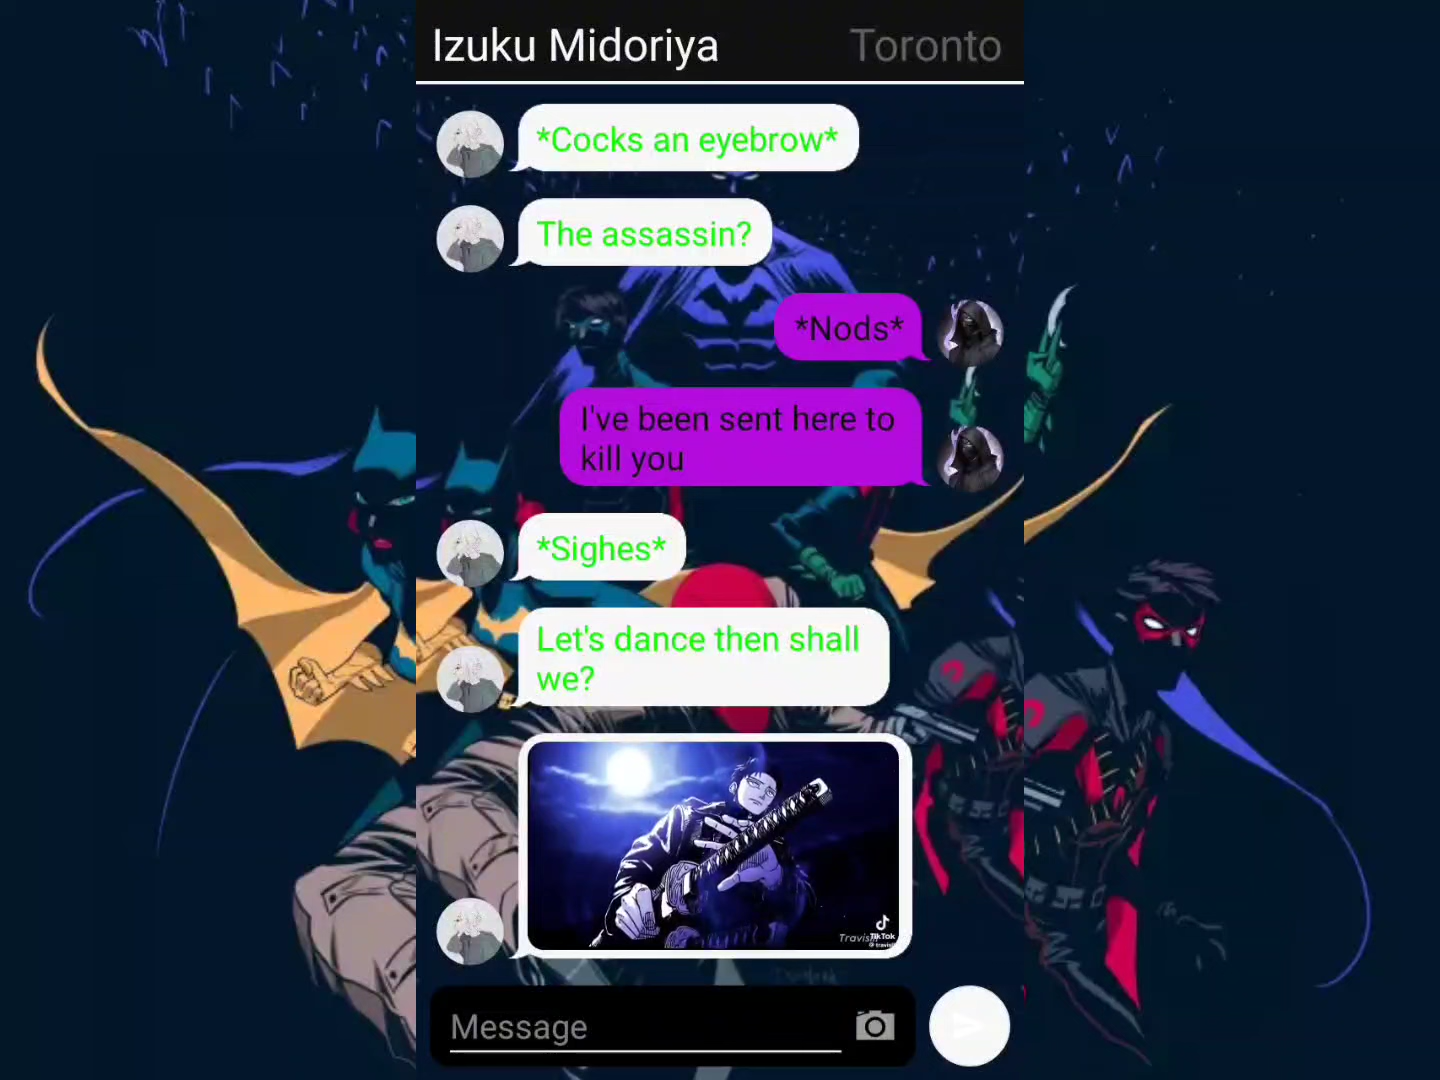 Izuku Midoriya
Toronto
*Cocks an eyebrow*
The assassin?
*Nods*
I've been sent here to
kill you
*Sighes*
Let's dance then shall
we?
TikTok
Message